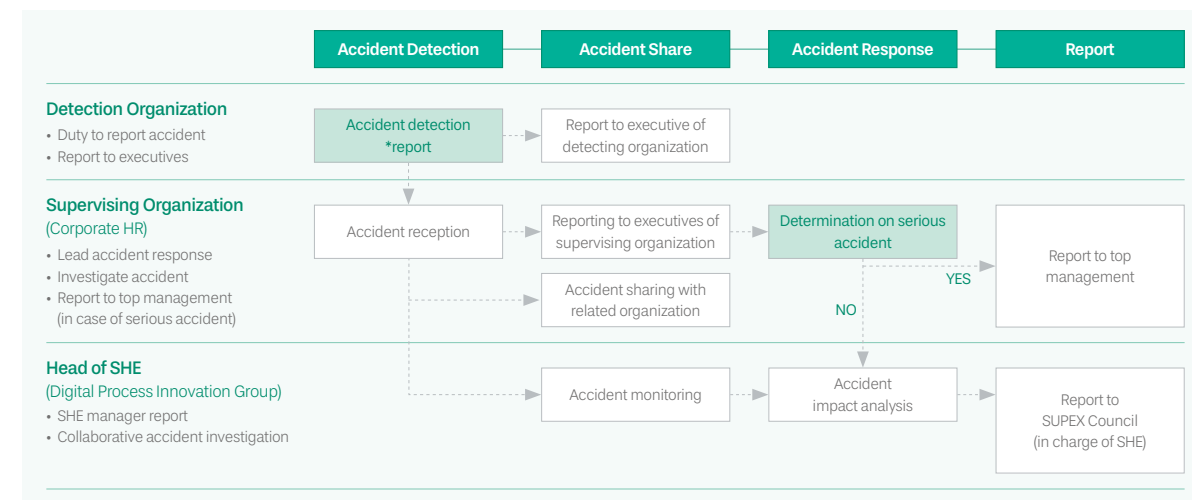 Accident Detection
Accident Share
Accident Response
Report
Detection Organization
• Duty to report accident
• Report to executives
Accident detection
*report
Report to executive of
detecting organization
Supervising Organization
(Corporate HR)
• Lead accident response
• Investigate accident
• Report to top management
(in case of serious accident)
Accident reception
Reporting to executives of
supervising organization
Determination on serious
accident
Report to top
management
YES
Accident sharing with
related organization
NO
Head of SHE
(Digital Process Innovation Group)
• SHE manager report
• Collaborative accident investigation
Accident monitoring
Accident
impact analysis
Report to
SUPEX Council
(in charge of SHE)